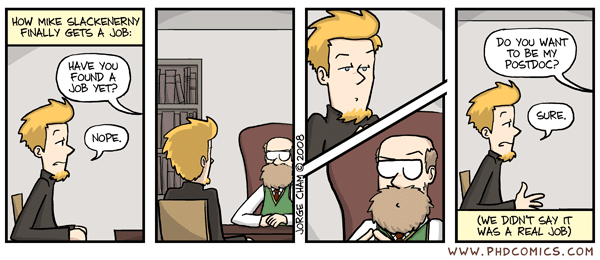 HOW MIKE SLACKENERNY
FINALLY GETS A JOB:
HAVE YOU
FOUND A
JOB YET?
NOPE.
JORGE CHAM © 2008
DO YOU WANT
TO BE MY
POSTDOC?
SURE.
(WE DIDN'T SAY IT
WAS A REAL JOB)
WWW.PHDCOMICS.COM